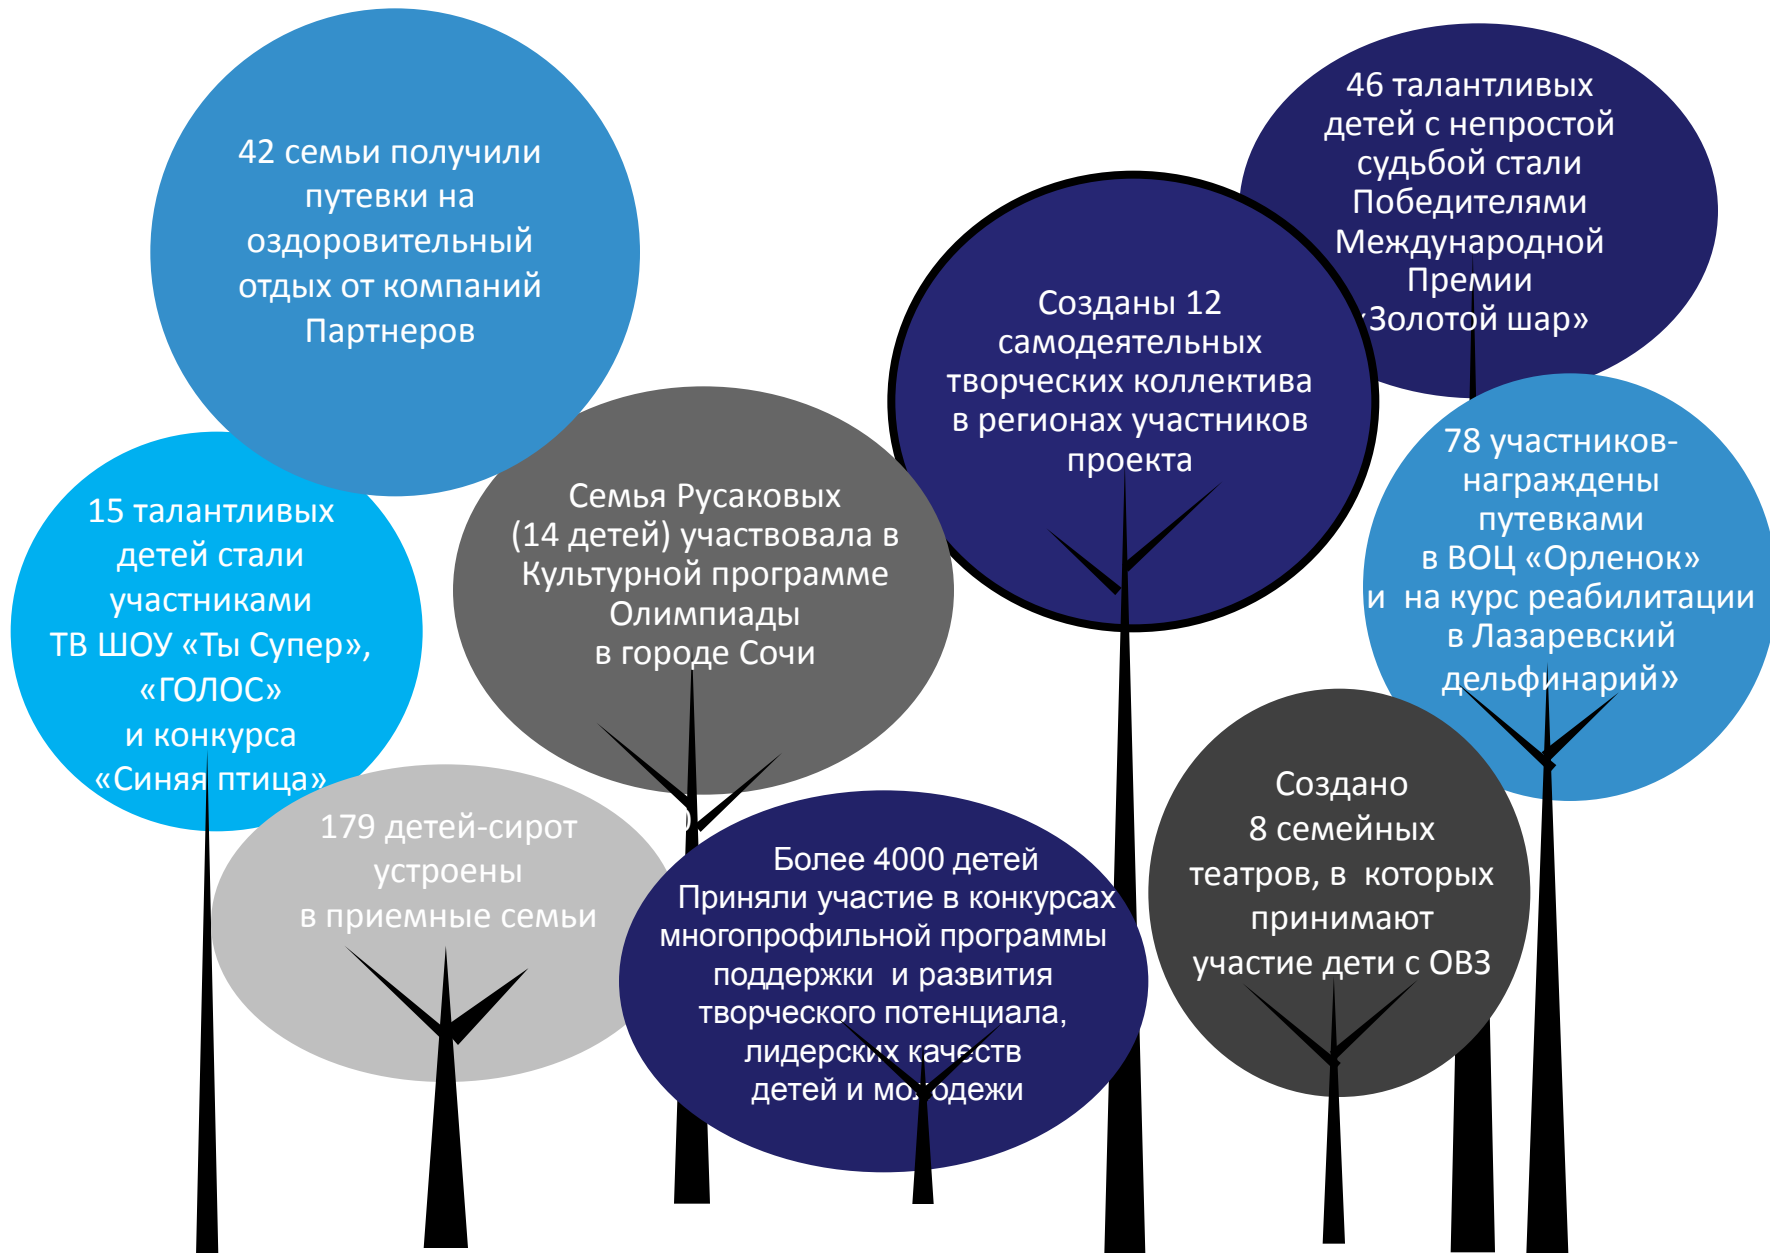 42 семьи получили
путевки на
оздоровительный
отдых от компаний
Партнеров
46 талантливых
детей с непростой
судьбой стали
Победителями
Международной
Премии
«Золотой шар»
Созданы 12
самодеятельных
творческих коллектива
в регионах участников
проекта
15 талантливых
детей стали
участниками
ТВ ШОУ «Ты Супер»,
«ГОЛОС»
и конкурса
«Синяя птица»
Семья Русаковых
(14 детей) участвовала в
Культурной программе
Олимпиады
в городе Сочи
)
78 участников-
награждены
путевками
в ВОЦ «Орленок»
и  на курс реабилитации
в Лазаревский
дельфинарий»
179 детей-сирот
устроены
в приемные семьи
Более 4000 детей
Приняли участие в конкурсах
многопрофильной программы
поддержки  и развития
творческого потенциала,
лидерских качеств
детей и молодежи
Создано
8 семейных
театров, в  которых
принимают
участие дети с ОВЗ